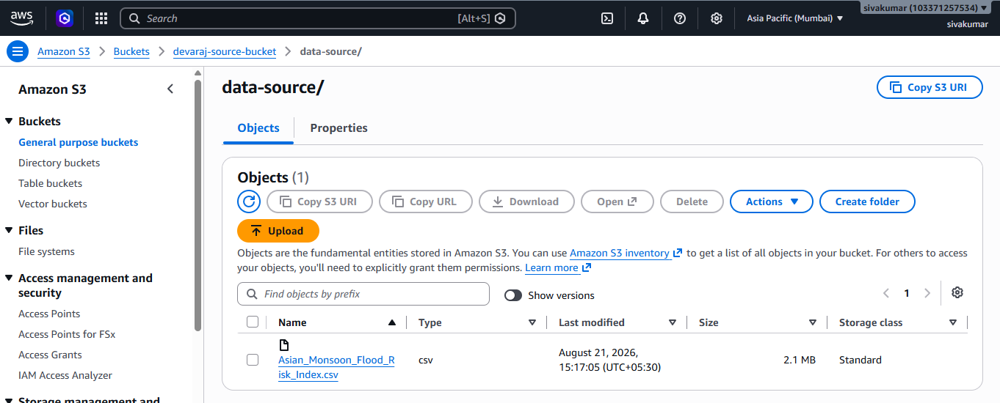 aws
Search
[Alt+S]
Asia Pacific (Mumbai)
sivakumar (103371257534)
sivakumar
Amazon S3
Buckets
devaraj-source-bucket
data-source/
Amazon S3
Buckets
General purpose buckets
Directory buckets
Table buckets
Vector buckets
Files
File systems
Access management and
security
Access Points
Access Points for FSx
Access Grants
IAM Access Analyzer
Storage management and
data-source/
Copy S3 URI
Objects
Properties
Objects (1)
Copy S3 URI
Copy URL
Download
Open
Delete
Actions
Create folder
Upload
Objects are the fundamental entities stored in Amazon S3. You can use Amazon S3 inventory to get a list of all objects in your bucket. For others to access
your objects, you'll need to explicitly grant them permissions. Learn more
Find objects by prefix
Show versions
1
Name
Type
Last modified
Size
Storage class
Asian_Monsoon_Flood_R
isk_Index.csv
csv
August 21, 2026,
15:17:05 (UTC+05:30)
2.1 MB
Standard